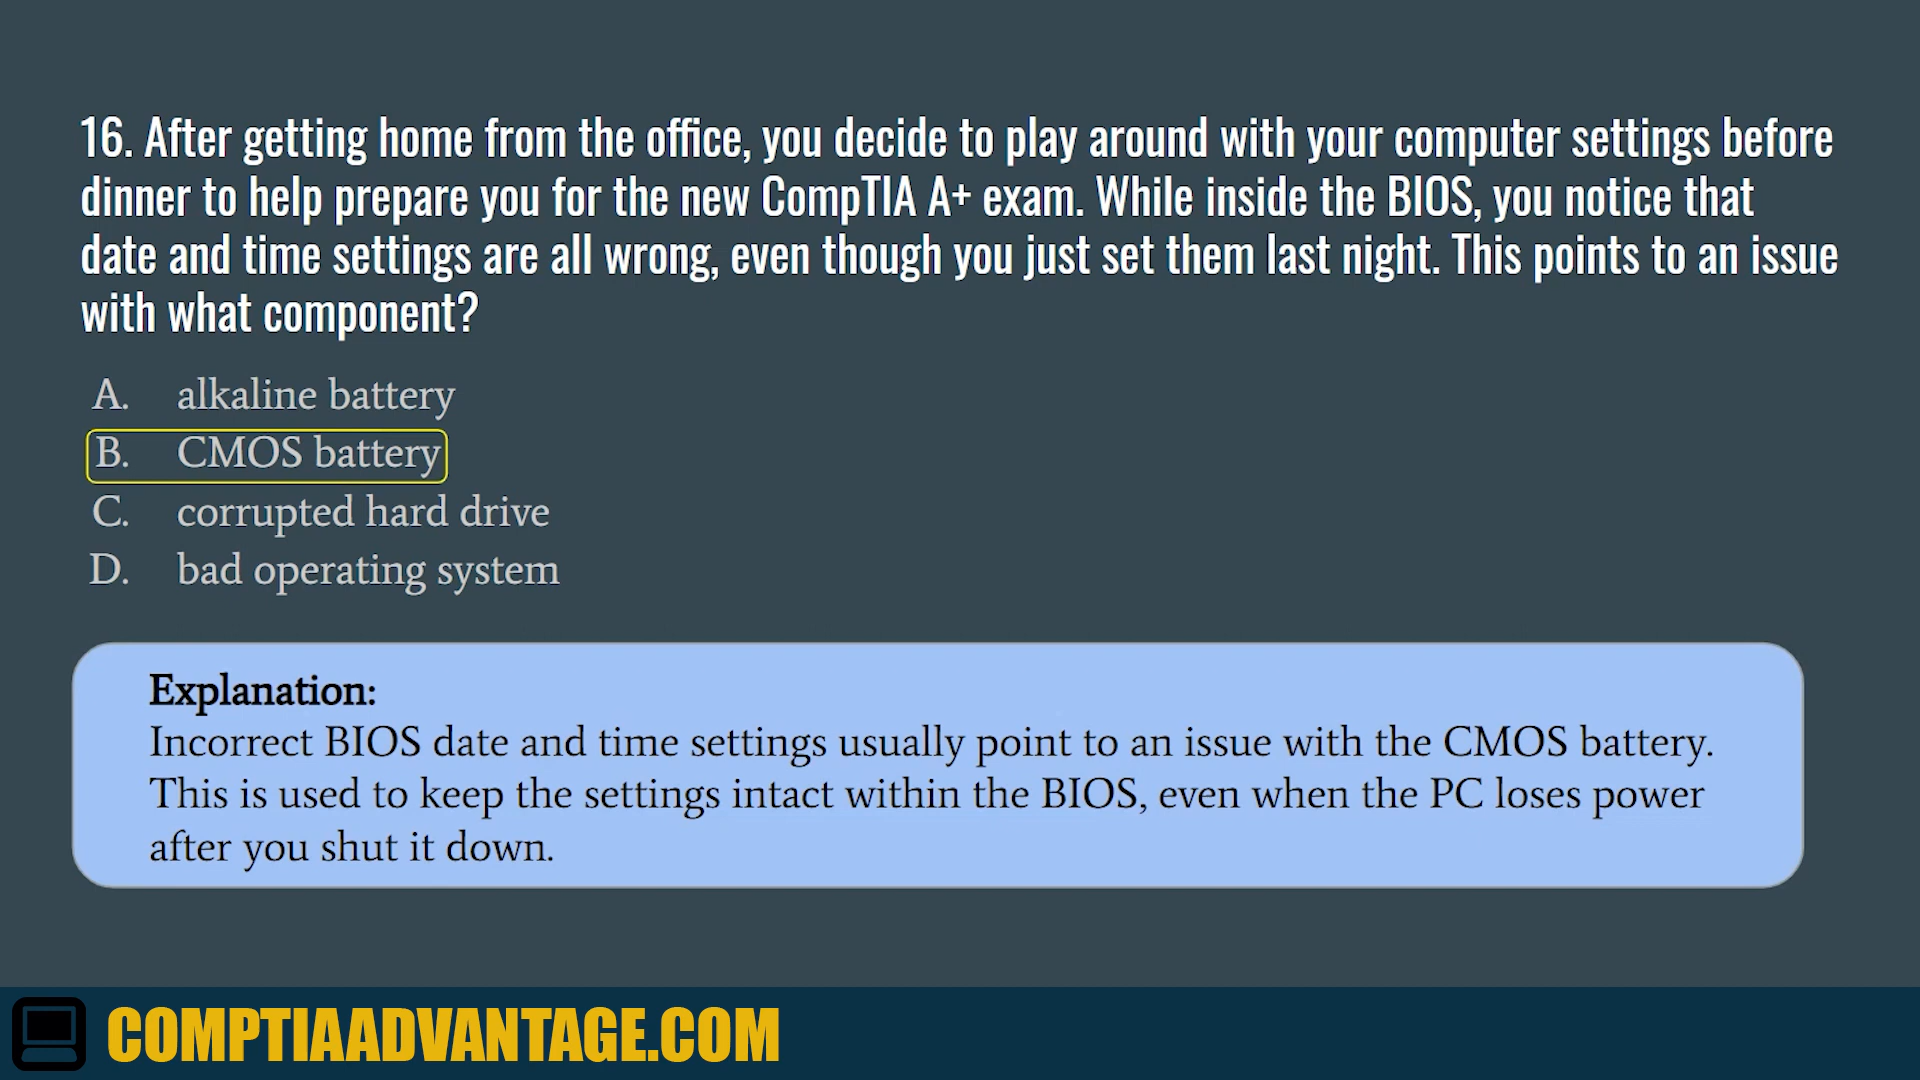 16. After getting home from the office, you decide to play around with your computer settings before
dinner to help prepare you for the new CompTIA A+ exam. While inside the BIOS, you notice that
date and time settings are all wrong, even though you just set them last night. This points to an issue
with what component?
A. alkaline battery
B. CMOS battery
C. corrupted hard drive
D. bad operating system
Explanation:
Incorrect BIOS date and time settings usually point to an issue with the CMOS battery.
This is used to keep the settings intact within the BIOS, even when the PC loses power
after you shut it down.
COMPTIAADVANTAGE.COM